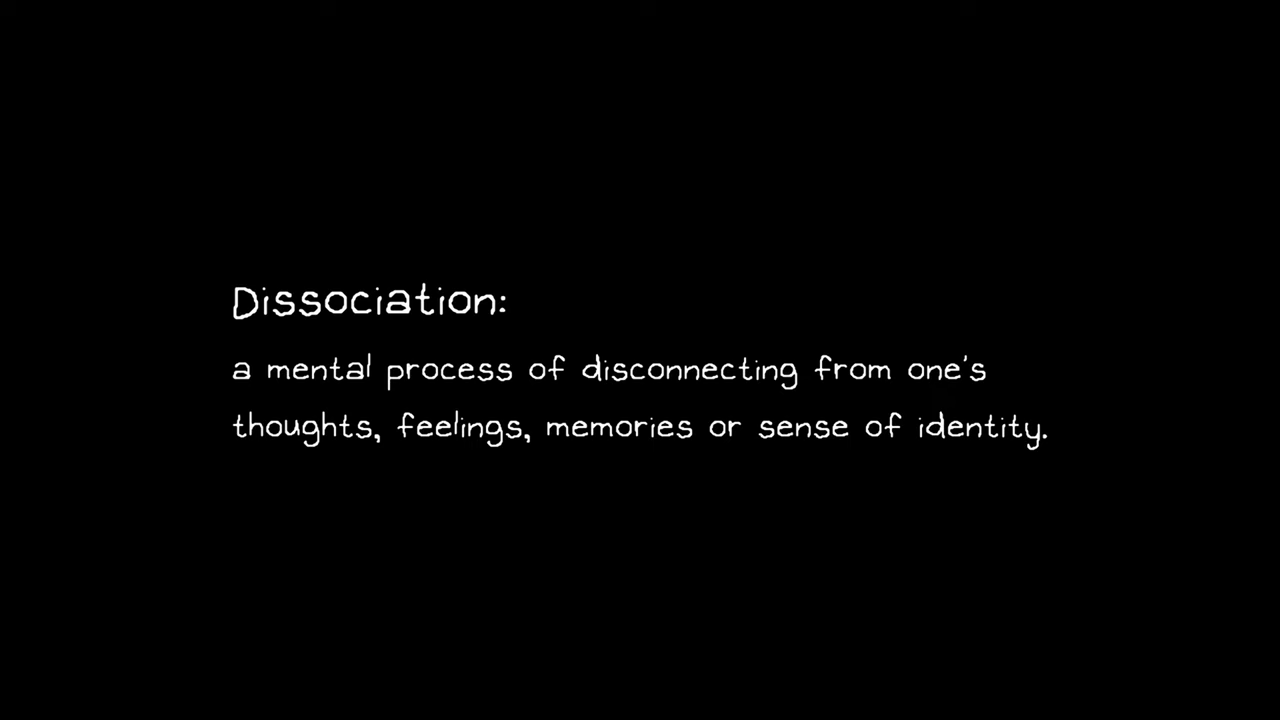 Dissociation:
a mental process of disconnecting from one's
thoughts, feelings, memories or sense of identity.